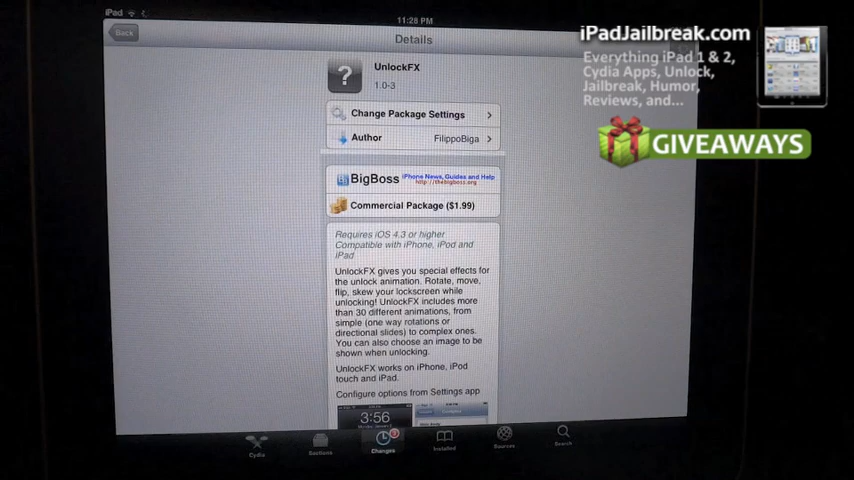 iPad
11:28 PM
Back
Details
UnlockFX
1.0-3
Change Package Settings
Author
FilippoBiga
BigBoss
iPhone News, Guides and Help
http://thebigboss.org
Commercial Package ($1.99)
Requires iOS 4.3 or higher
Compatible with iPhone, iPod and
iPad
UnlockFX gives you special effects for
the unlock animation. Rotate, move,
flip, skew your lockscreen while
unlocking! UnlockFX includes more
than 30 different animations, from
simple (one way rotations or
directional slides) to complex ones.
You can also choose an image to be
shown when unlocking.
UnlockFX works on iPhone, iPod
touch and iPad.
Configure options from Settings app
3:56
Cydia
Sections
Changes
Installed
Sources
Search
iPadJailbreak.com
Everything iPad 1 & 2,
Cydia Apps, Unlock,
Jailbreak, Humor,
Reviews, and...
GIVEAWAYS